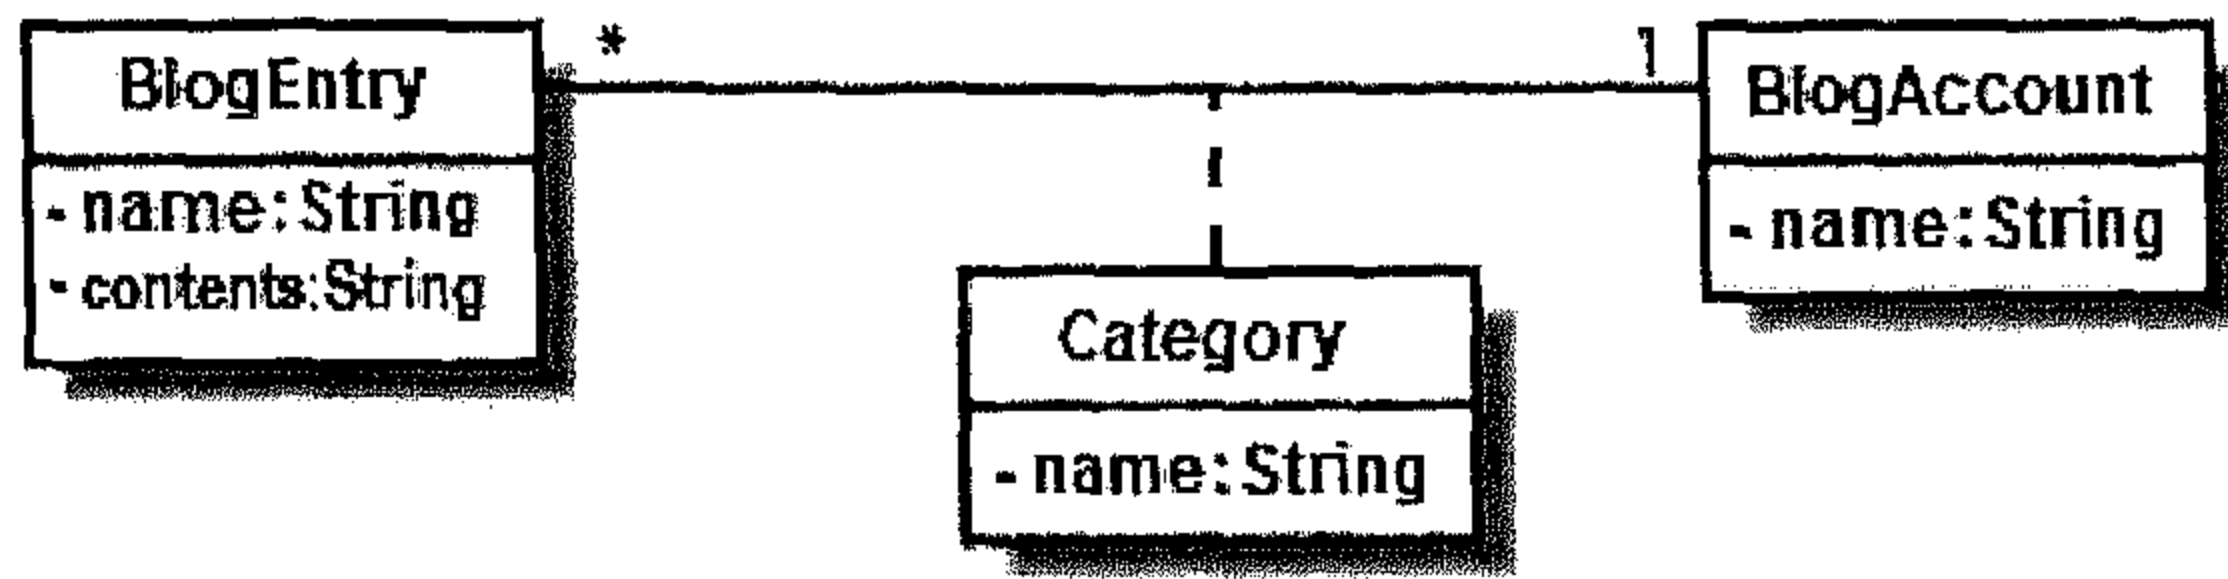 BlogEntry
- name:String
- contents:String
*
1
BlogAccount
- name:String
Category
- name:String